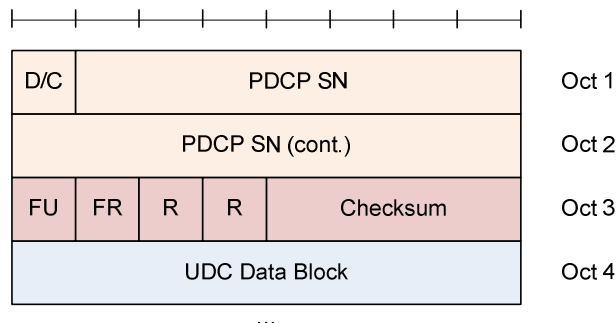 D/C PDCP SN Oct 1
PDCP SN (cont.) Oct 2
FU FR R R Checksum Oct 3
UDC Data Block Oct 4
...